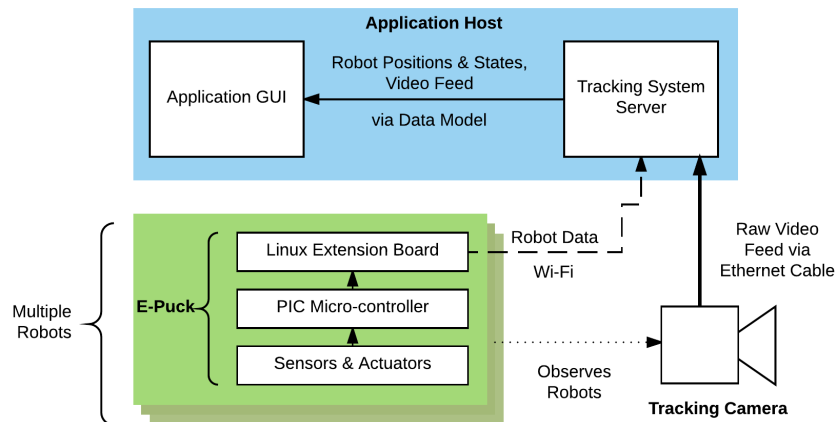 Application Host
Application GUI
Robot Positions & States,
Video Feed
via Data Model
Tracking System
Server
Multiple
Robots
E-Puck
Linux Extension Board
PIC Micro-controller
Sensors & Actuators
Robot Data
Wi-Fi
Raw Video
Feed via
Ethernet Cable
Observes
Robots
Tracking Camera